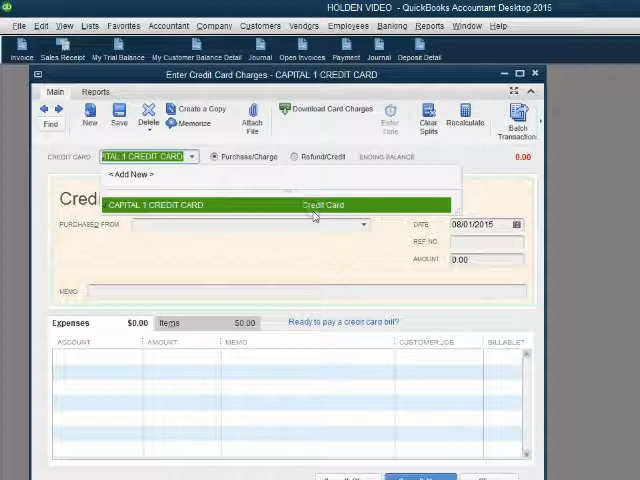 HOLDEN VIDEO - QuickBooks Accountant Desktop 2015
File Edit View Lists Favorites Accountant Company Customers Vendors Employees Banking Reports Window Help
Invoice Sales Receipt My Trial Balance My Customer Balance Detail Journal Open Invoices Payment Journal Deposit Detail
Enter Credit Card Charges - CAPITAL 1 CREDIT CARD
Main Reports
Find New Save Delete Create a Copy Memorize Attach File Download Card Charges Enter Time Clear Splits Recalculate Batch Transactions
CREDIT CARD PITAL 1 CREDIT CARD Purchase/Charge Refund/Credit ENDING BALANCE 0.00
< Add New >
CAPITAL 1 CREDIT CARD Credit Card
Credi
PURCHASED FROM DATE 08/01/2015
REF NO.
AMOUNT 0.00
MEMO
Expenses $0.00 Items $0.00 Ready to pay a credit card bill?
ACCOUNT AMOUNT MEMO CUSTOMER:JOB BILLABLE?